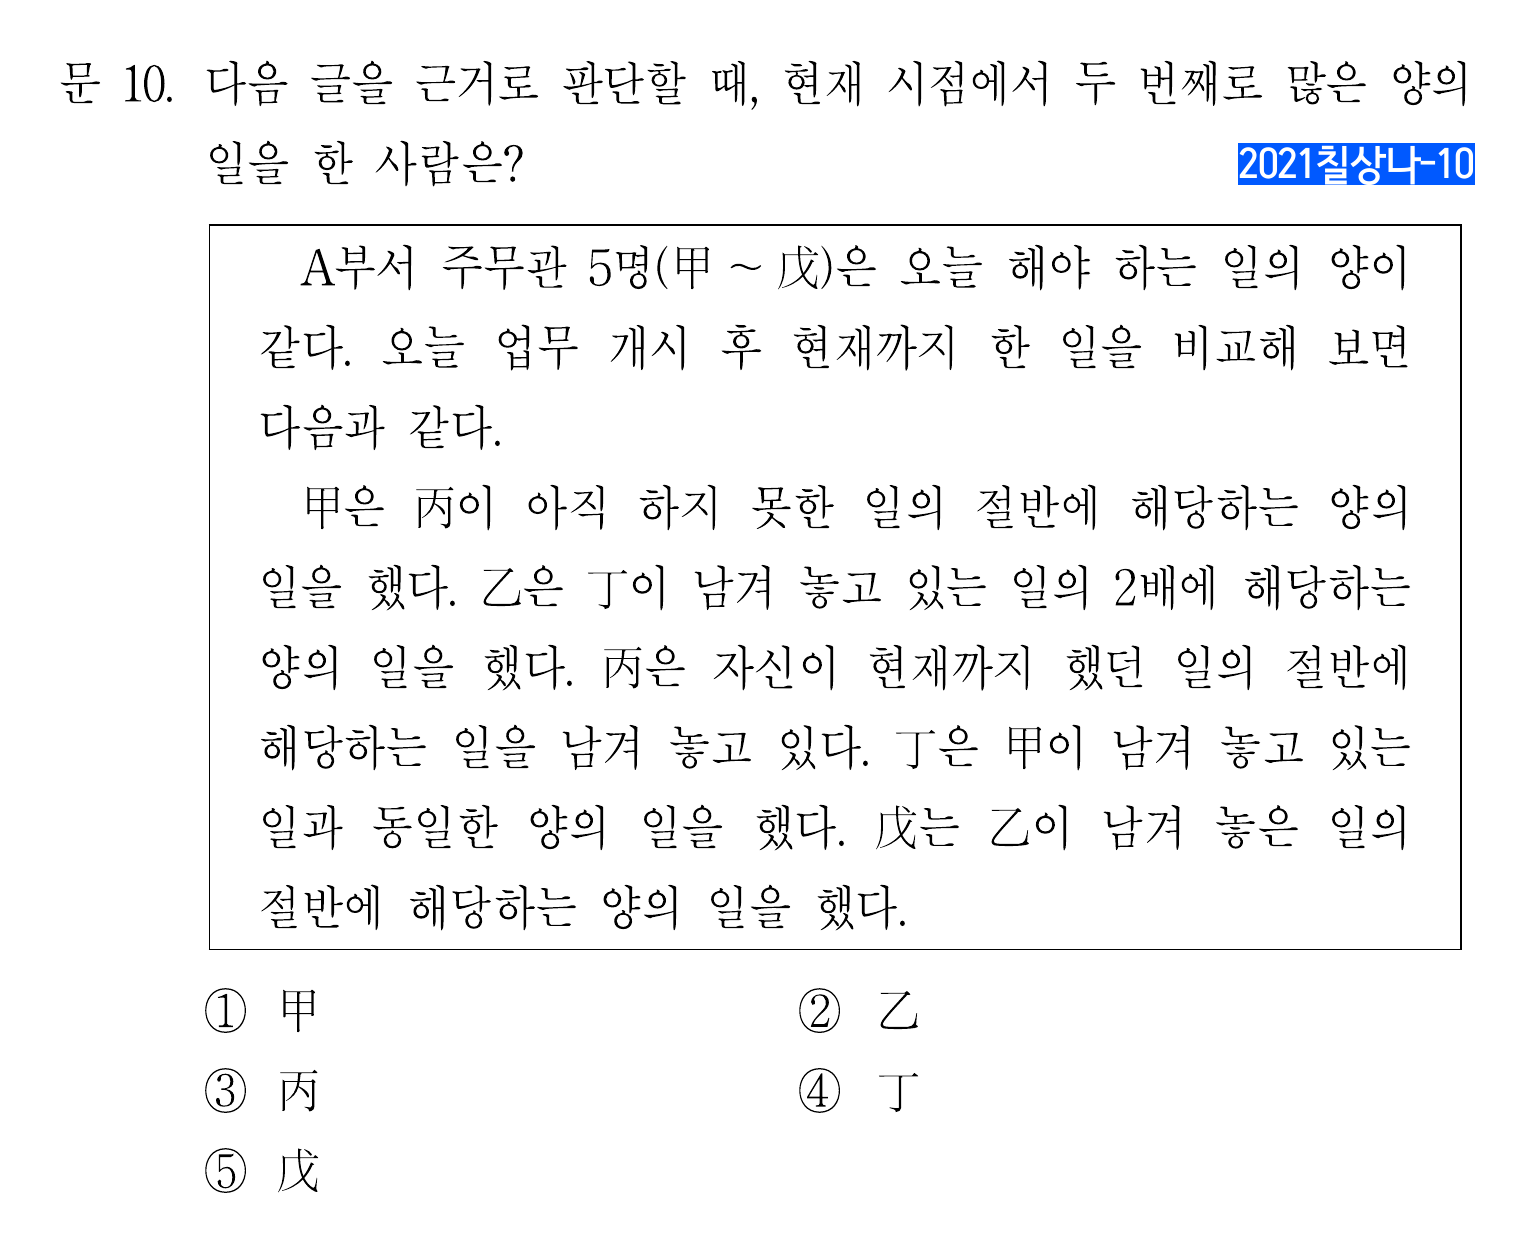 문 10. 다음 글을 근거로 판단할 때, 현재 시점에서 두 번째로 많은 양의
일을 한 사람은?
2021칠상나-10
A부서 주무관 5명(甲 ~ 戊)은 오늘 해야 하는 일의 양이
같다. 오늘 업무 개시 후 현재까지 한 일을 비교해 보면
다음과 같다.
甲은 丙이 아직 하지 못한 일의 절반에 해당하는 양의
일을 했다. 乙은 丁이 남겨 놓고 있는 일의 2배에 해당하는
양의 일을 했다. 丙은 자신이 현재까지 했던 일의 절반에
해당하는 일을 남겨 놓고 있다. 丁은 甲이 남겨 놓고 있는
일과 동일한 양의 일을 했다. 戊는 乙이 남겨 놓은 일의
절반에 해당하는 양의 일을 했다.
① 甲
② 乙
③ 丙
④ 丁
⑤ 戊